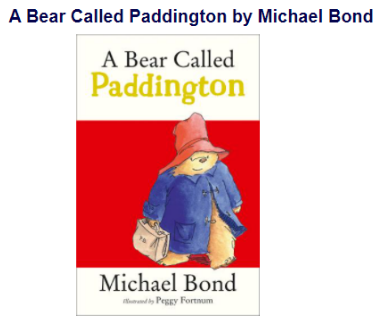 A Bear Called Paddington by Michael Bond
A Bear Called
Paddington
Michael Bond
Illustrated by Peggy Fortnum